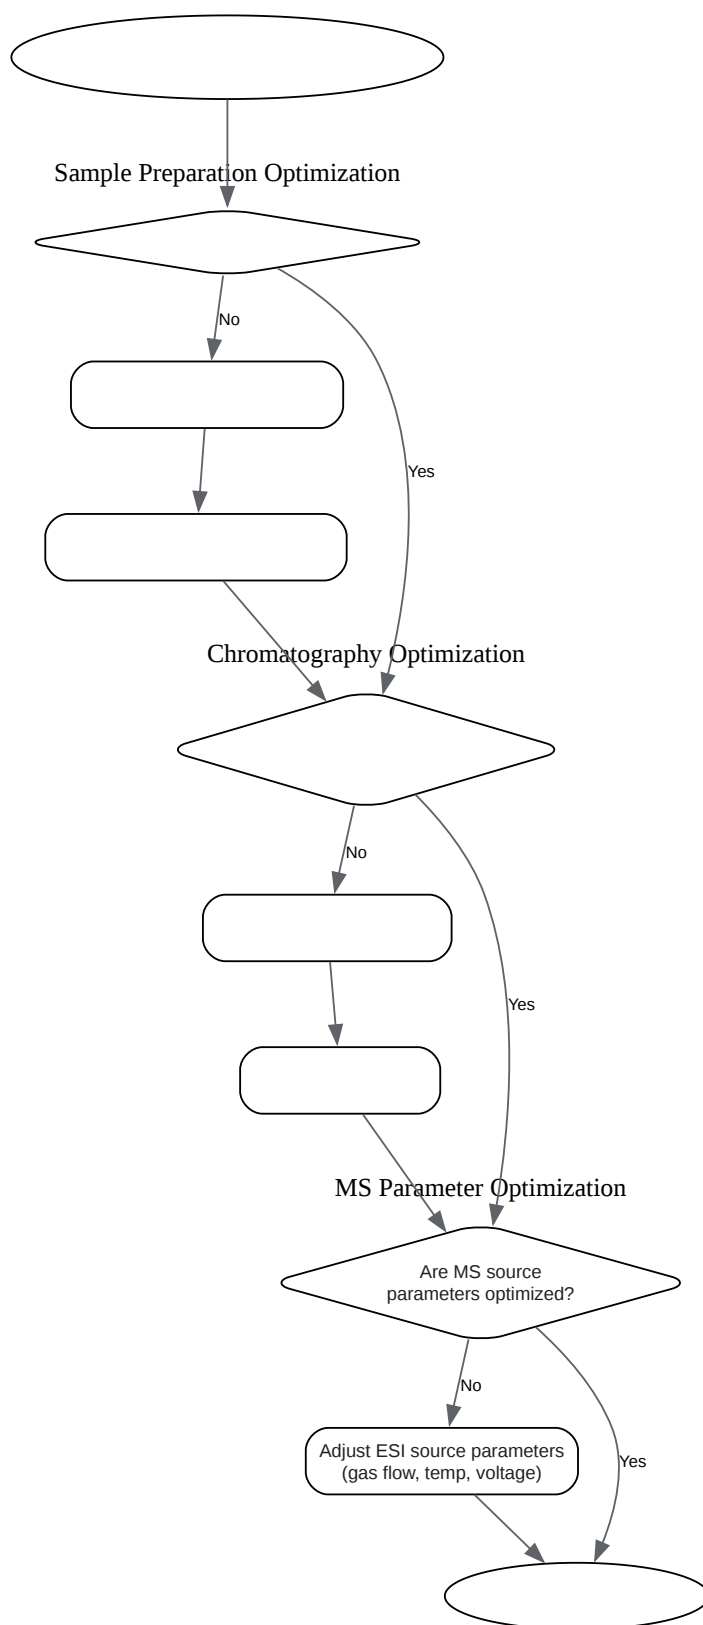 Sample Preparation Optimization
No
Yes
Chromatography Optimization
No
Yes
MS Parameter Optimization
Are MS source
parameters optimized?
No
Adjust ESI source parameters
(gas flow, temp, voltage)
Yes